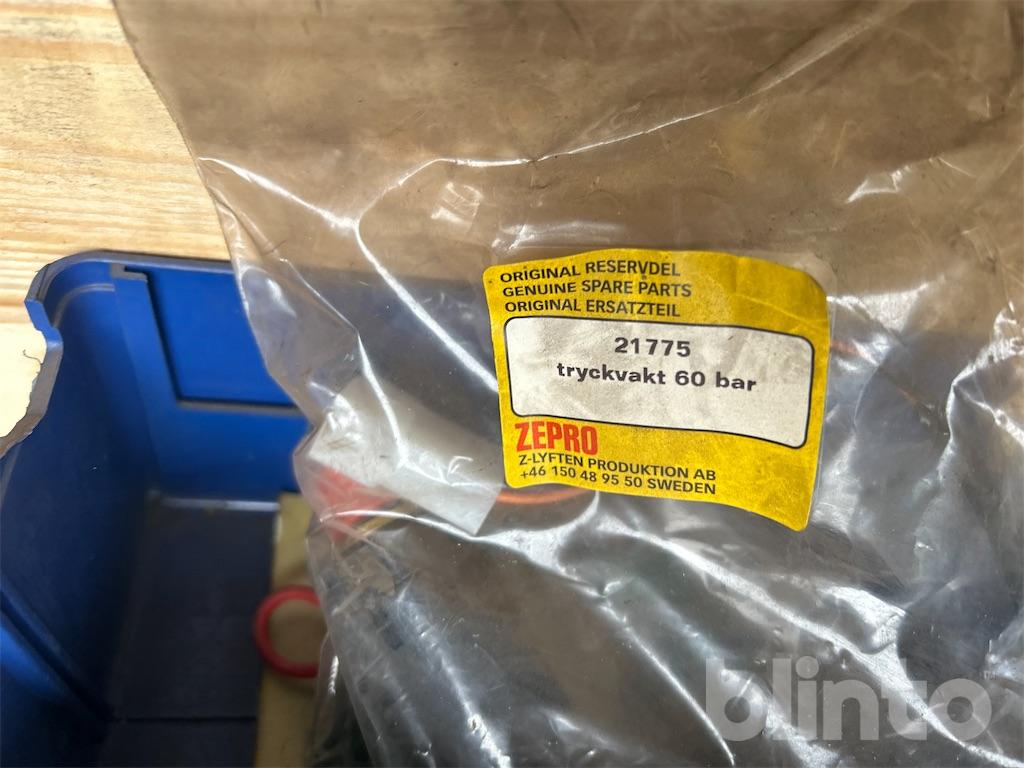 ORIGINAL RESERVDEL
GENUINE SPARE PARTS
ORIGINAL ERSATZTEIL
21775
tryckvakt 60 bar
ZEPRO
Z-LYFTEN PRODUKTION AB
+46 150 48 95 50 SWEDEN
blinto